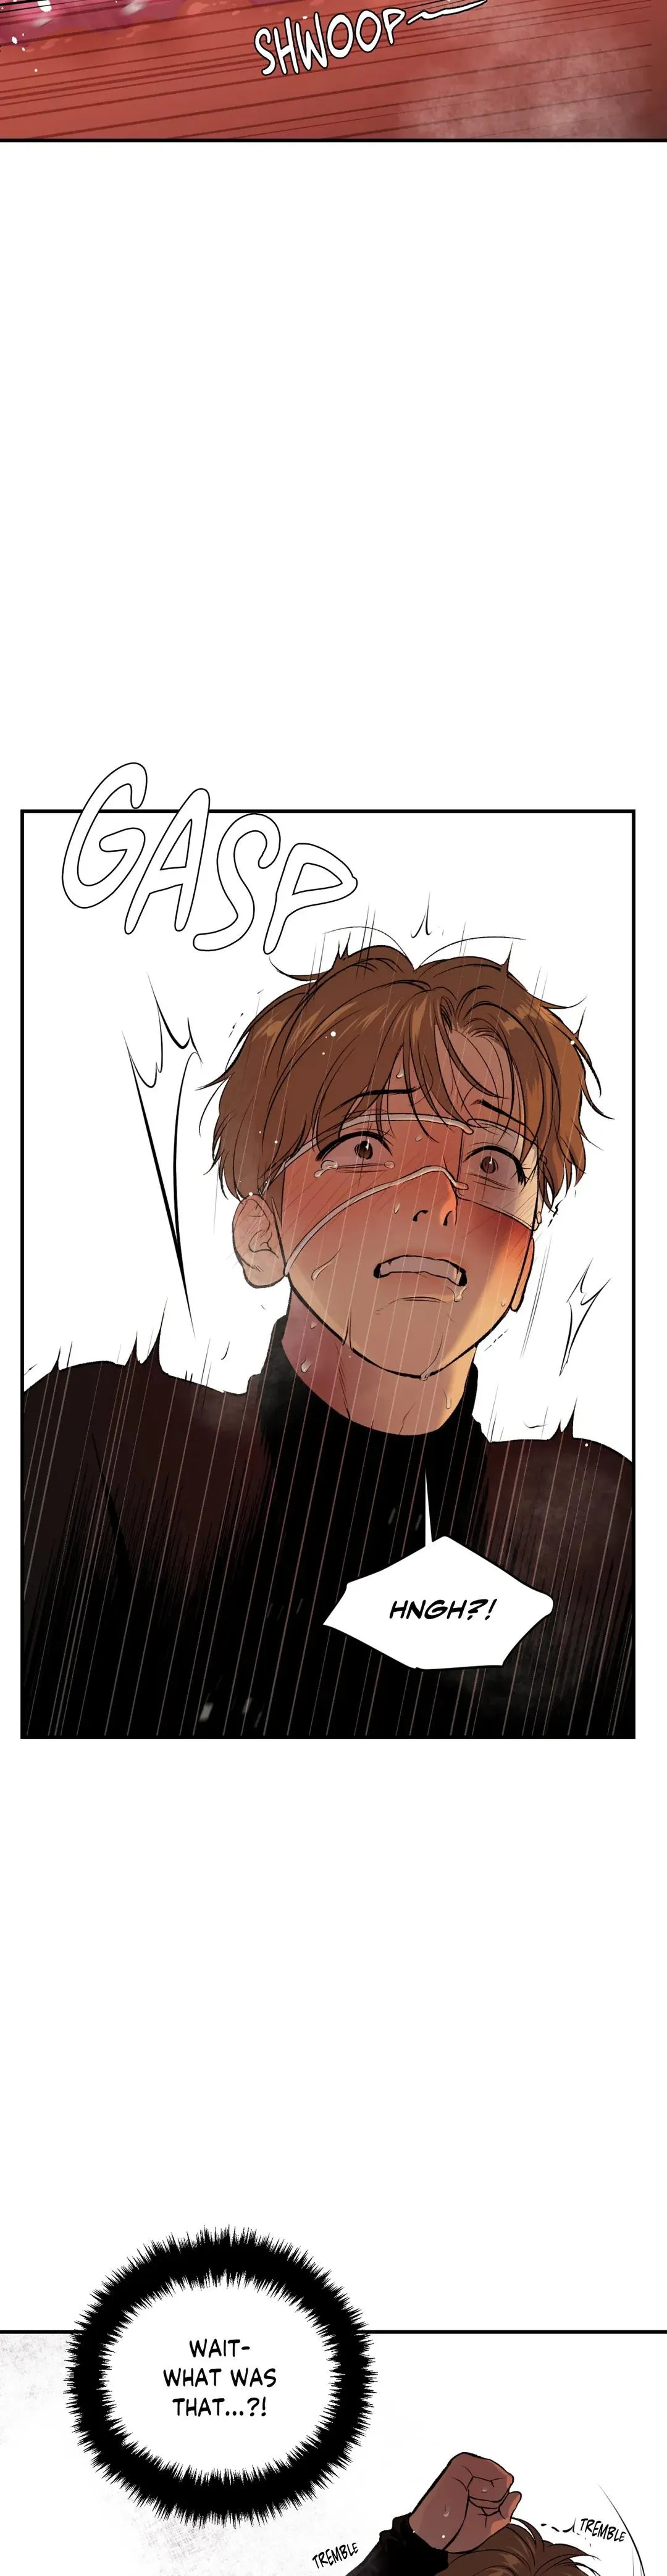 SHWOOP
GASP
HNGH?!
WAIT-
WHAT WAS
THAT...?!
TREMBLE
TREMBLE